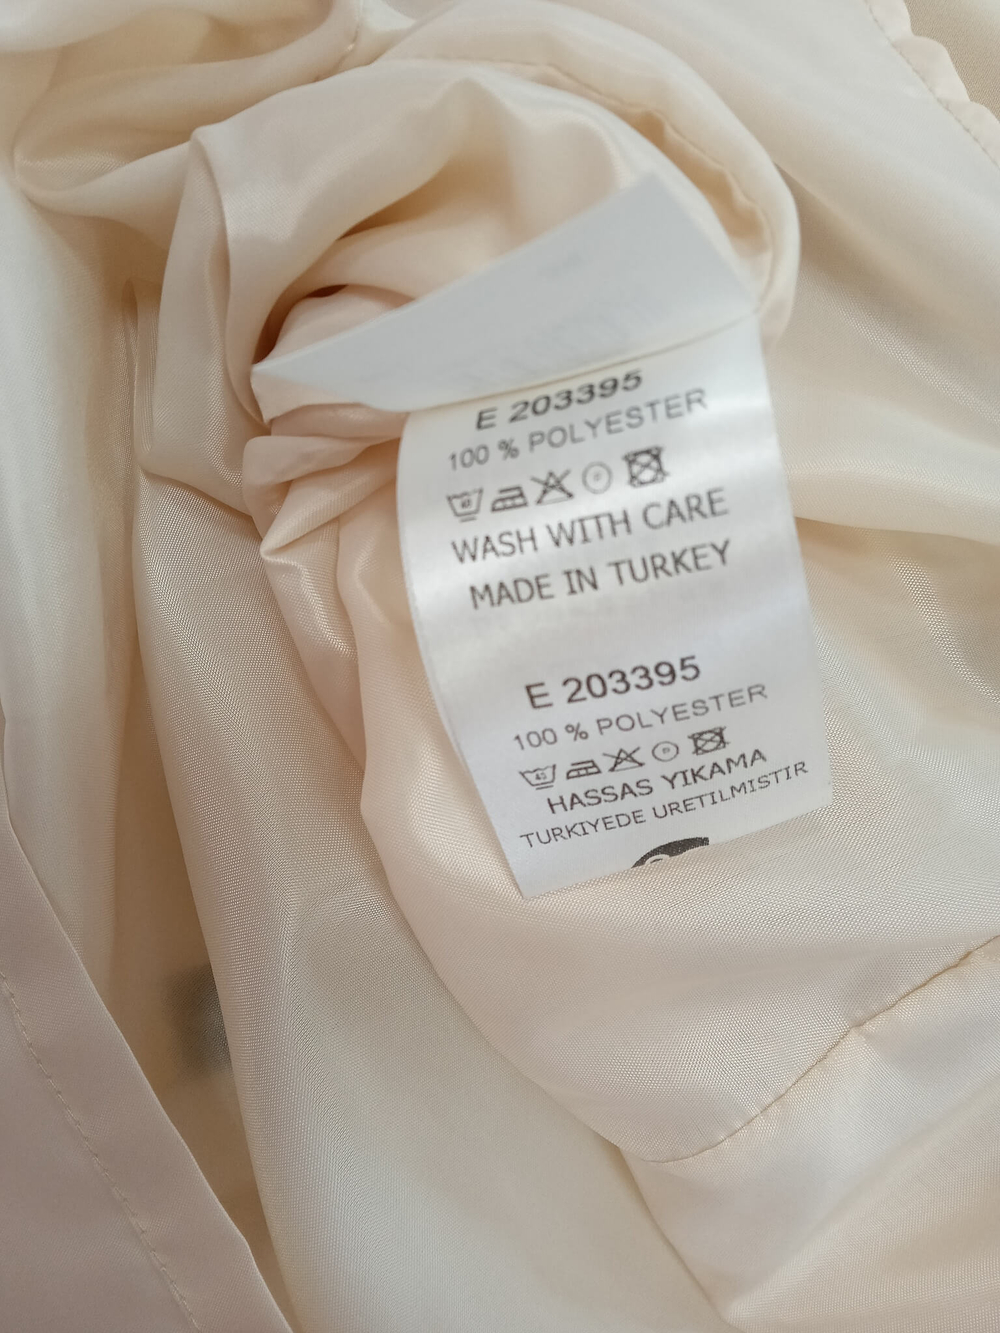 E 203395
100 % POLYESTER
WASH WITH CARE
MADE IN TURKEY
E 203395
100 % POLYESTER
HASSAS YIKAMA
TURKIYEDE URETILMISTIR